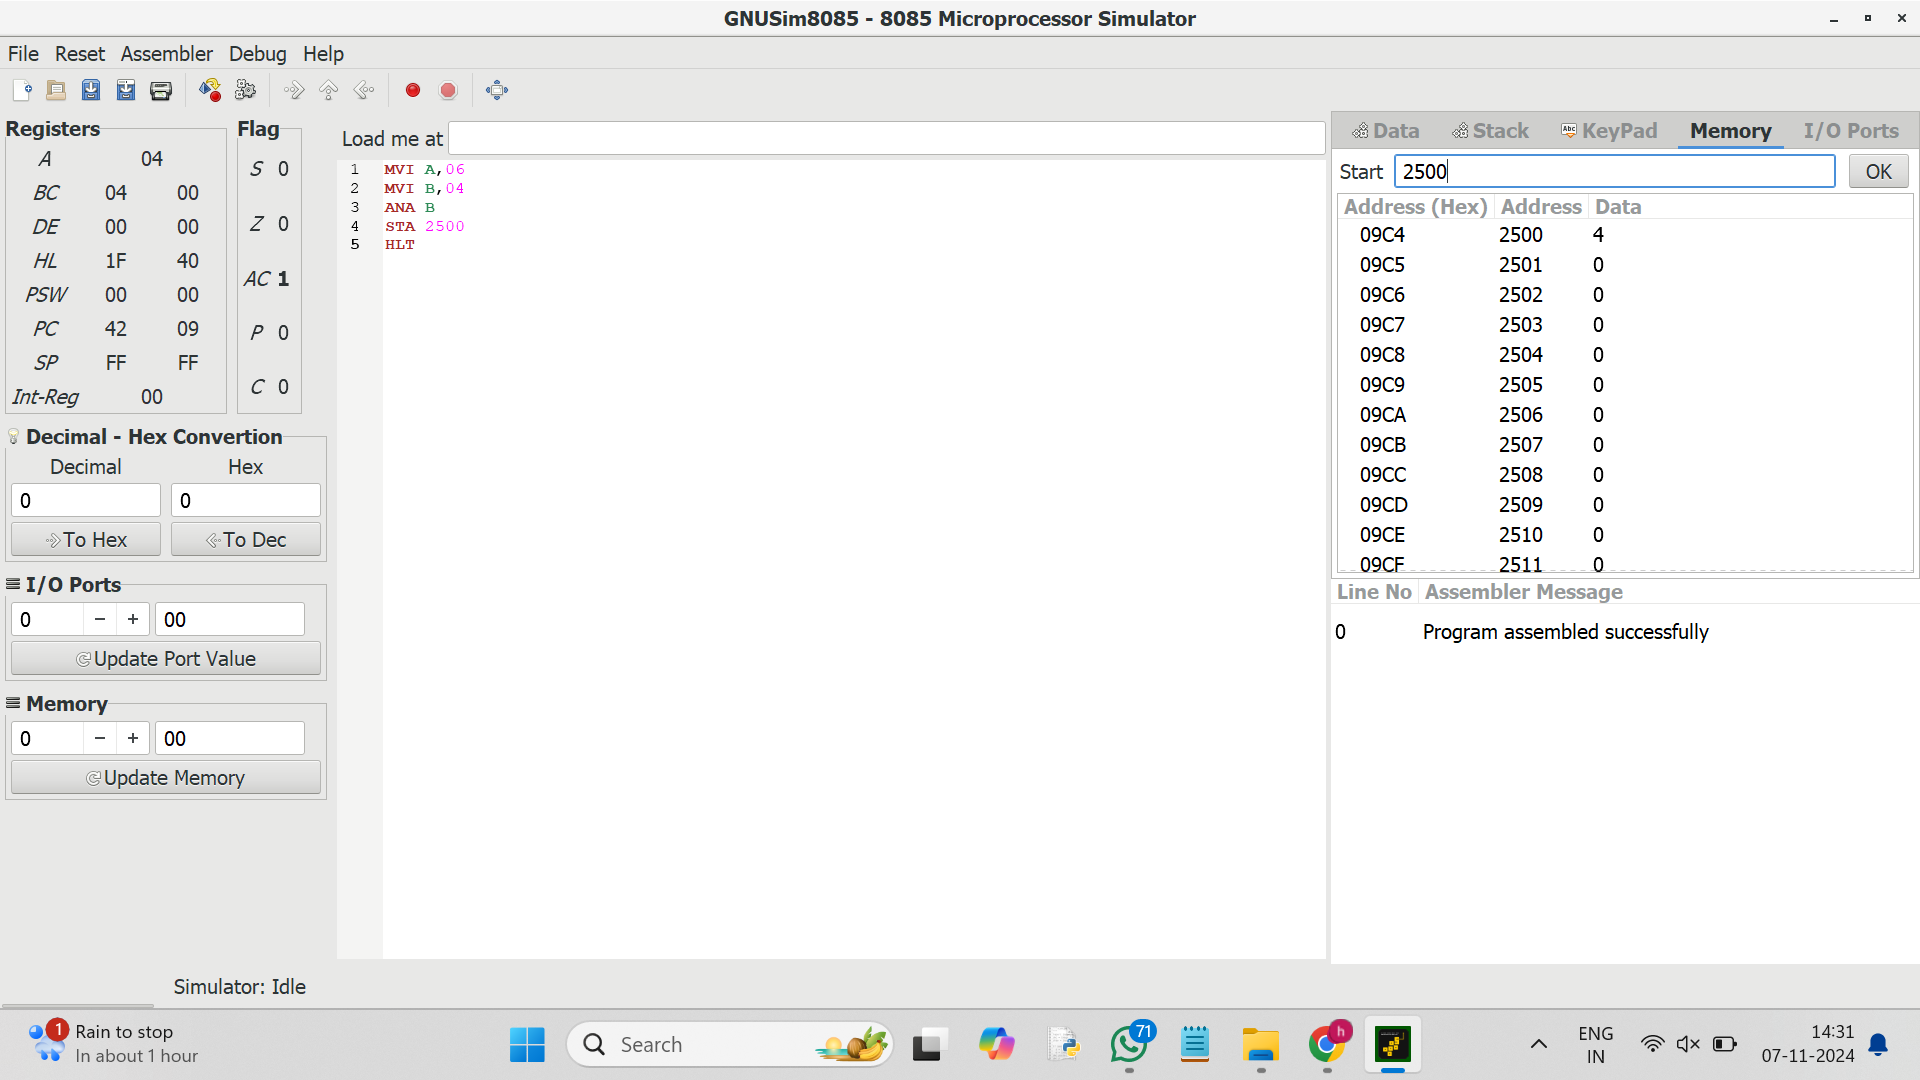 GNUSim8085 - 8085 Microprocessor Simulator
File Reset Assembler Debug Help
Registers
A 04
BC 04 00
DE 00 00
HL 1F 40
PSW 00 00
PC 42 09
SP FF FF
Int-Reg 00
Flag
S 0
Z 0
AC 1
P 0
C 0
Decimal - Hex Convertion
Decimal Hex
0 0
To Hex To Dec
I/O Ports
0 − + 00
Update Port Value
Memory
0 − + 00
Update Memory
Load me at
1 MVI A,06
2 MVI B,04
3 ANA B
4 STA 2500
5 HLT
Data Stack Abc KeyPad Memory I/O Ports
Start 2500 OK
Address (Hex) Address Data
09C4 2500 4
09C5 2501 0
09C6 2502 0
09C7 2503 0
09C8 2504 0
09C9 2505 0
09CA 2506 0
09CB 2507 0
09CC 2508 0
09CD 2509 0
09CE 2510 0
09CF 2511 0
Line No Assembler Message
0 Program assembled successfully
Simulator: Idle
1 Rain to stop
In about 1 hour
Search
71
h
ENG
IN
14:31
07-11-2024